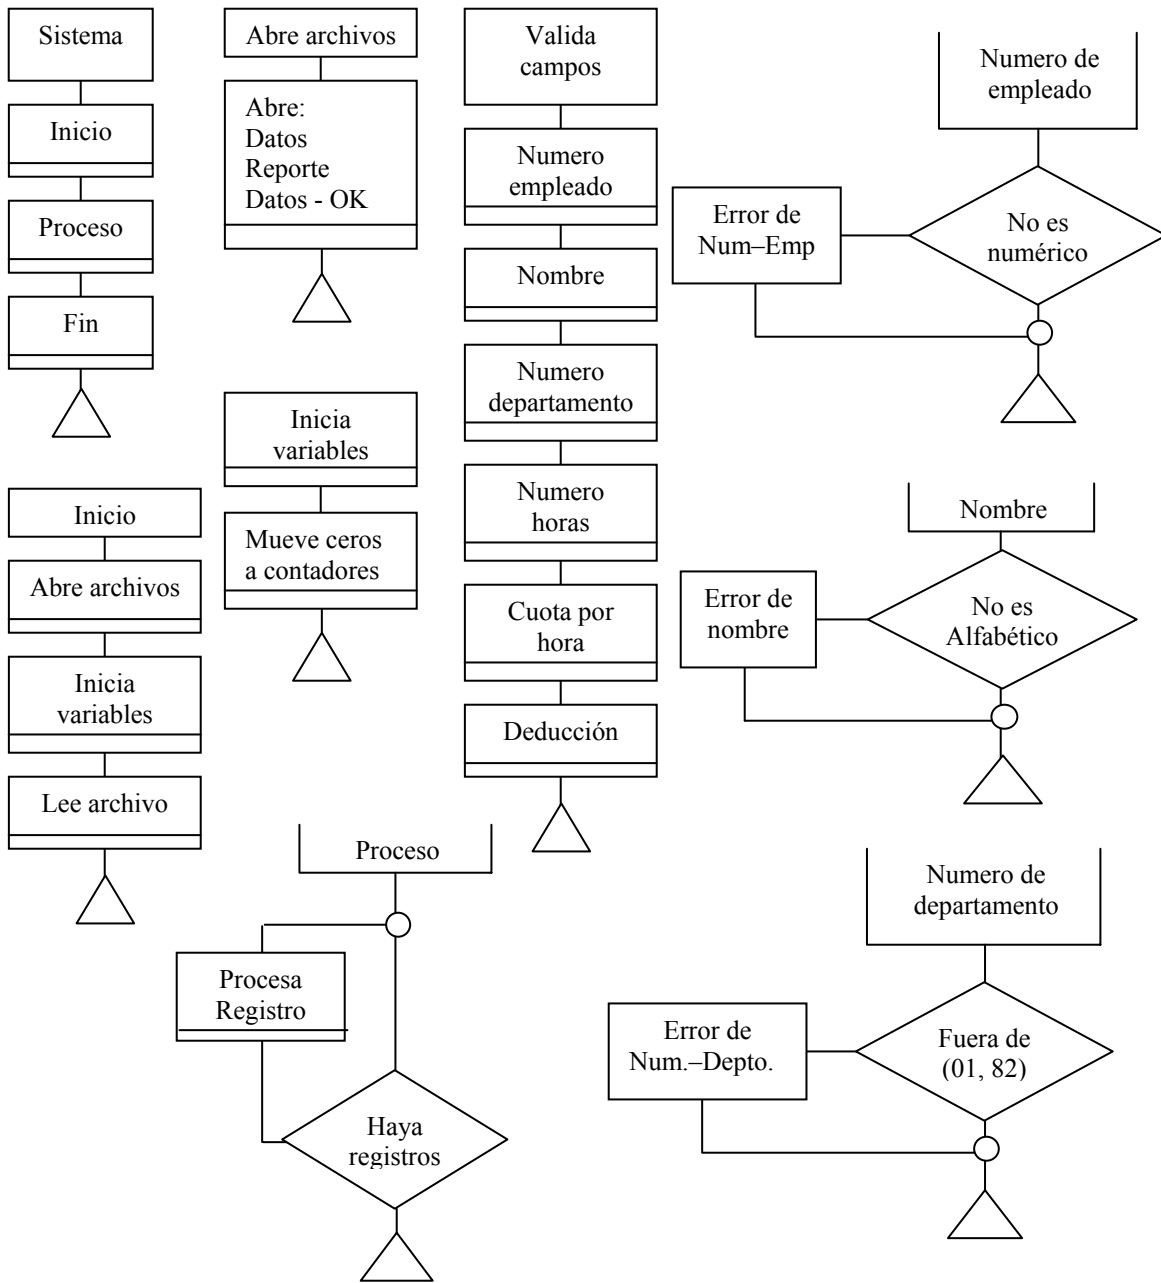 Sistema
Inicio
Proceso
Fin
Inicio
Abre archivos
Inicia
variables
Lee archivo
Abre archivos
Abre:
Datos
Reporte
Datos - OK
Inicia
variables
Mueve ceros
a contadores
Proceso
Procesa
Registro
Haya
registros
Valida
campos
Numero
empleado
Nombre
Numero
departamento
Numero
horas
Cuota por
hora
Deducción
Numero de
empleado
No es
numérico
Error de
Num–Emp
Nombre
No es
Alfabético
Error de
nombre
Numero de
departamento
Fuera de
(01, 82)
Error de
Num.–Depto.